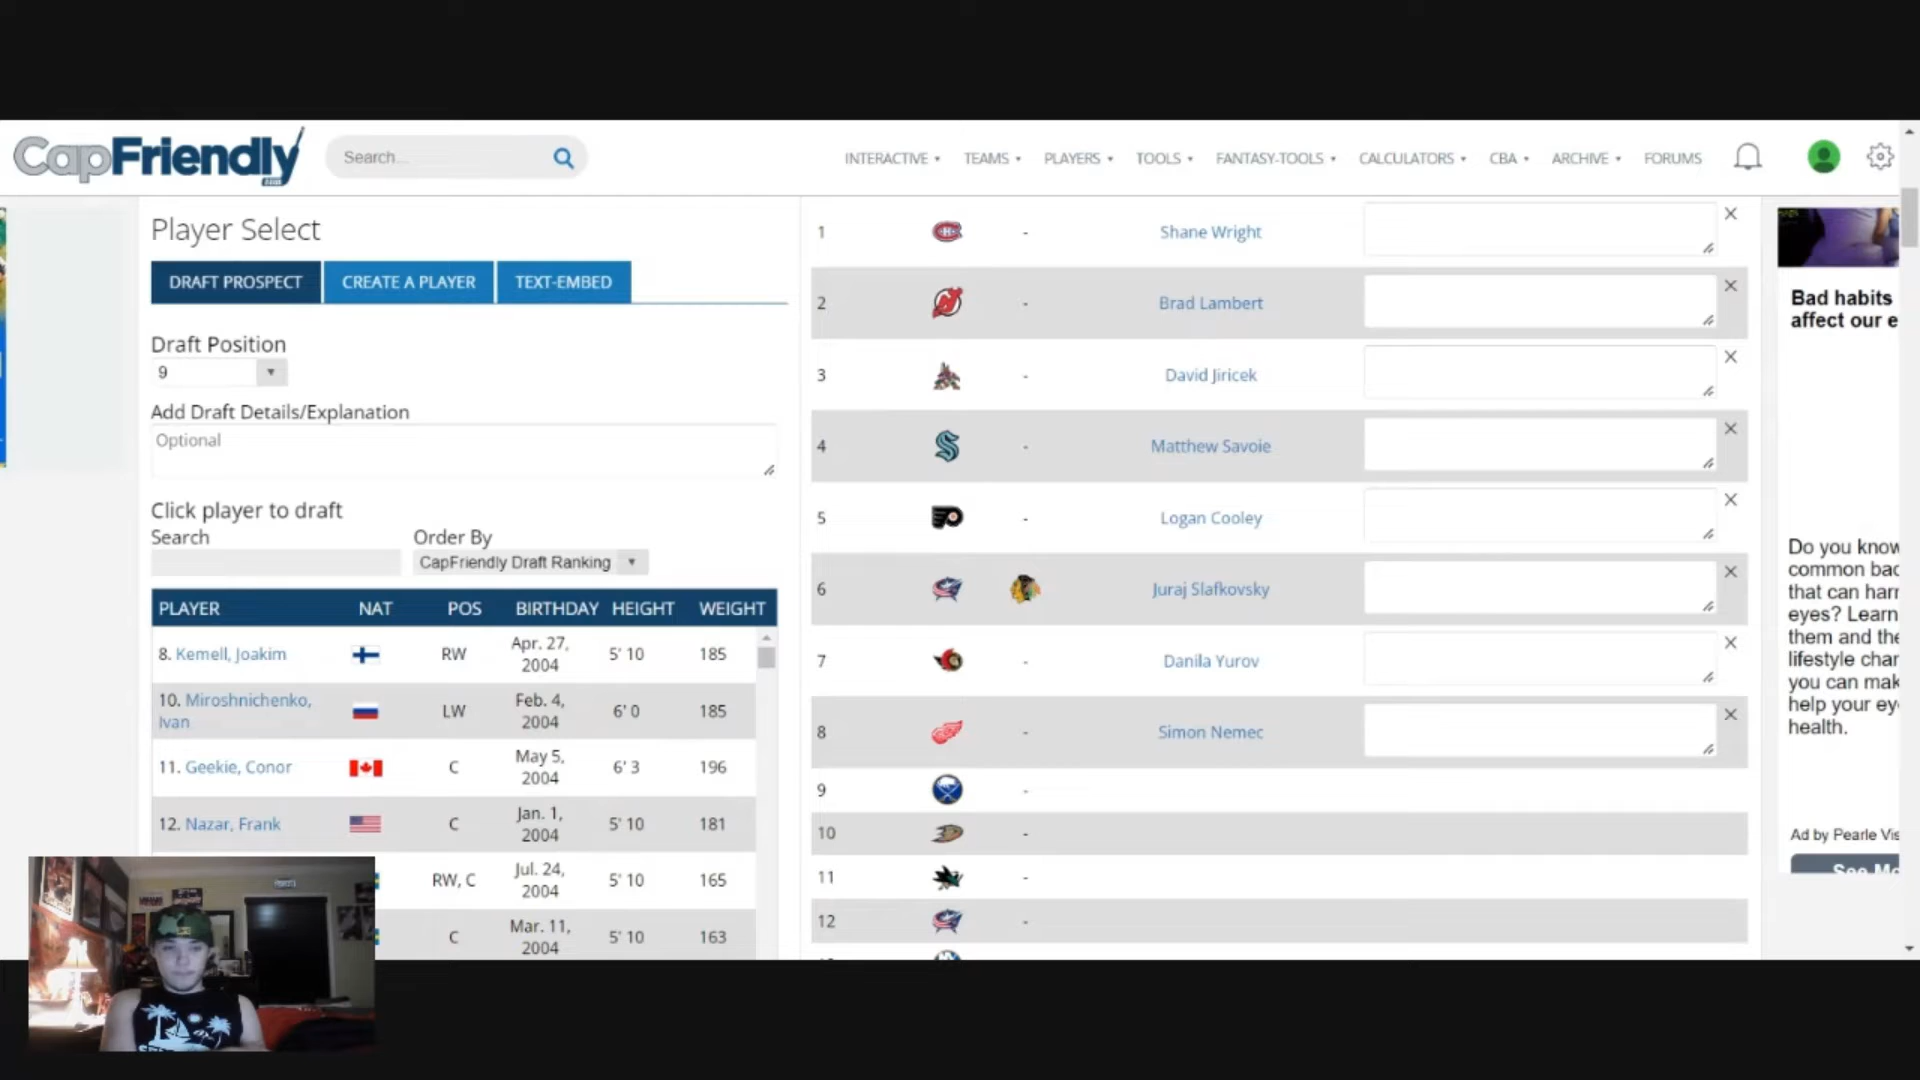 CapFriendly
Search...
INTERACTIVE
TEAMS
PLAYERS
TOOLS
FANTASY-TOOLS
CALCULATORS
CBA
ARCHIVE
FORUMS
Player Select
DRAFT PROSPECT
CREATE A PLAYER
TEXT-EMBED
Draft Position
9
Add Draft Details/Explanation
Optional
Click player to draft
Search
Order By
CapFriendly Draft Ranking
PLAYER NAT POS BIRTHDAY HEIGHT WEIGHT
8. Kemell, Joakim RW Apr. 27, 2004 5' 10 185
10. Miroshnichenko, Ivan LW Feb. 4, 2004 6' 0 185
11. Geekie, Conor C May 5, 2004 6' 3 196
12. Nazar, Frank C Jan. 1, 2004 5' 10 181
RW, C Jul. 24, 2004 5' 10 165
C Mar. 11, 2004 5' 10 163
1 - Shane Wright
2 - Brad Lambert
3 - David Jiricek
4 - Matthew Savoie
5 - Logan Cooley
6 Juraj Slafkovsky
7 - Danila Yurov
8 - Simon Nemec
9 -
10 -
11 -
12 -
Bad habits
affect our e
Do you know
common bac
that can harr
eyes? Learn
them and the
lifestyle char
you can mak
help your ey
health.
Ad by Pearle Vis
See Mo